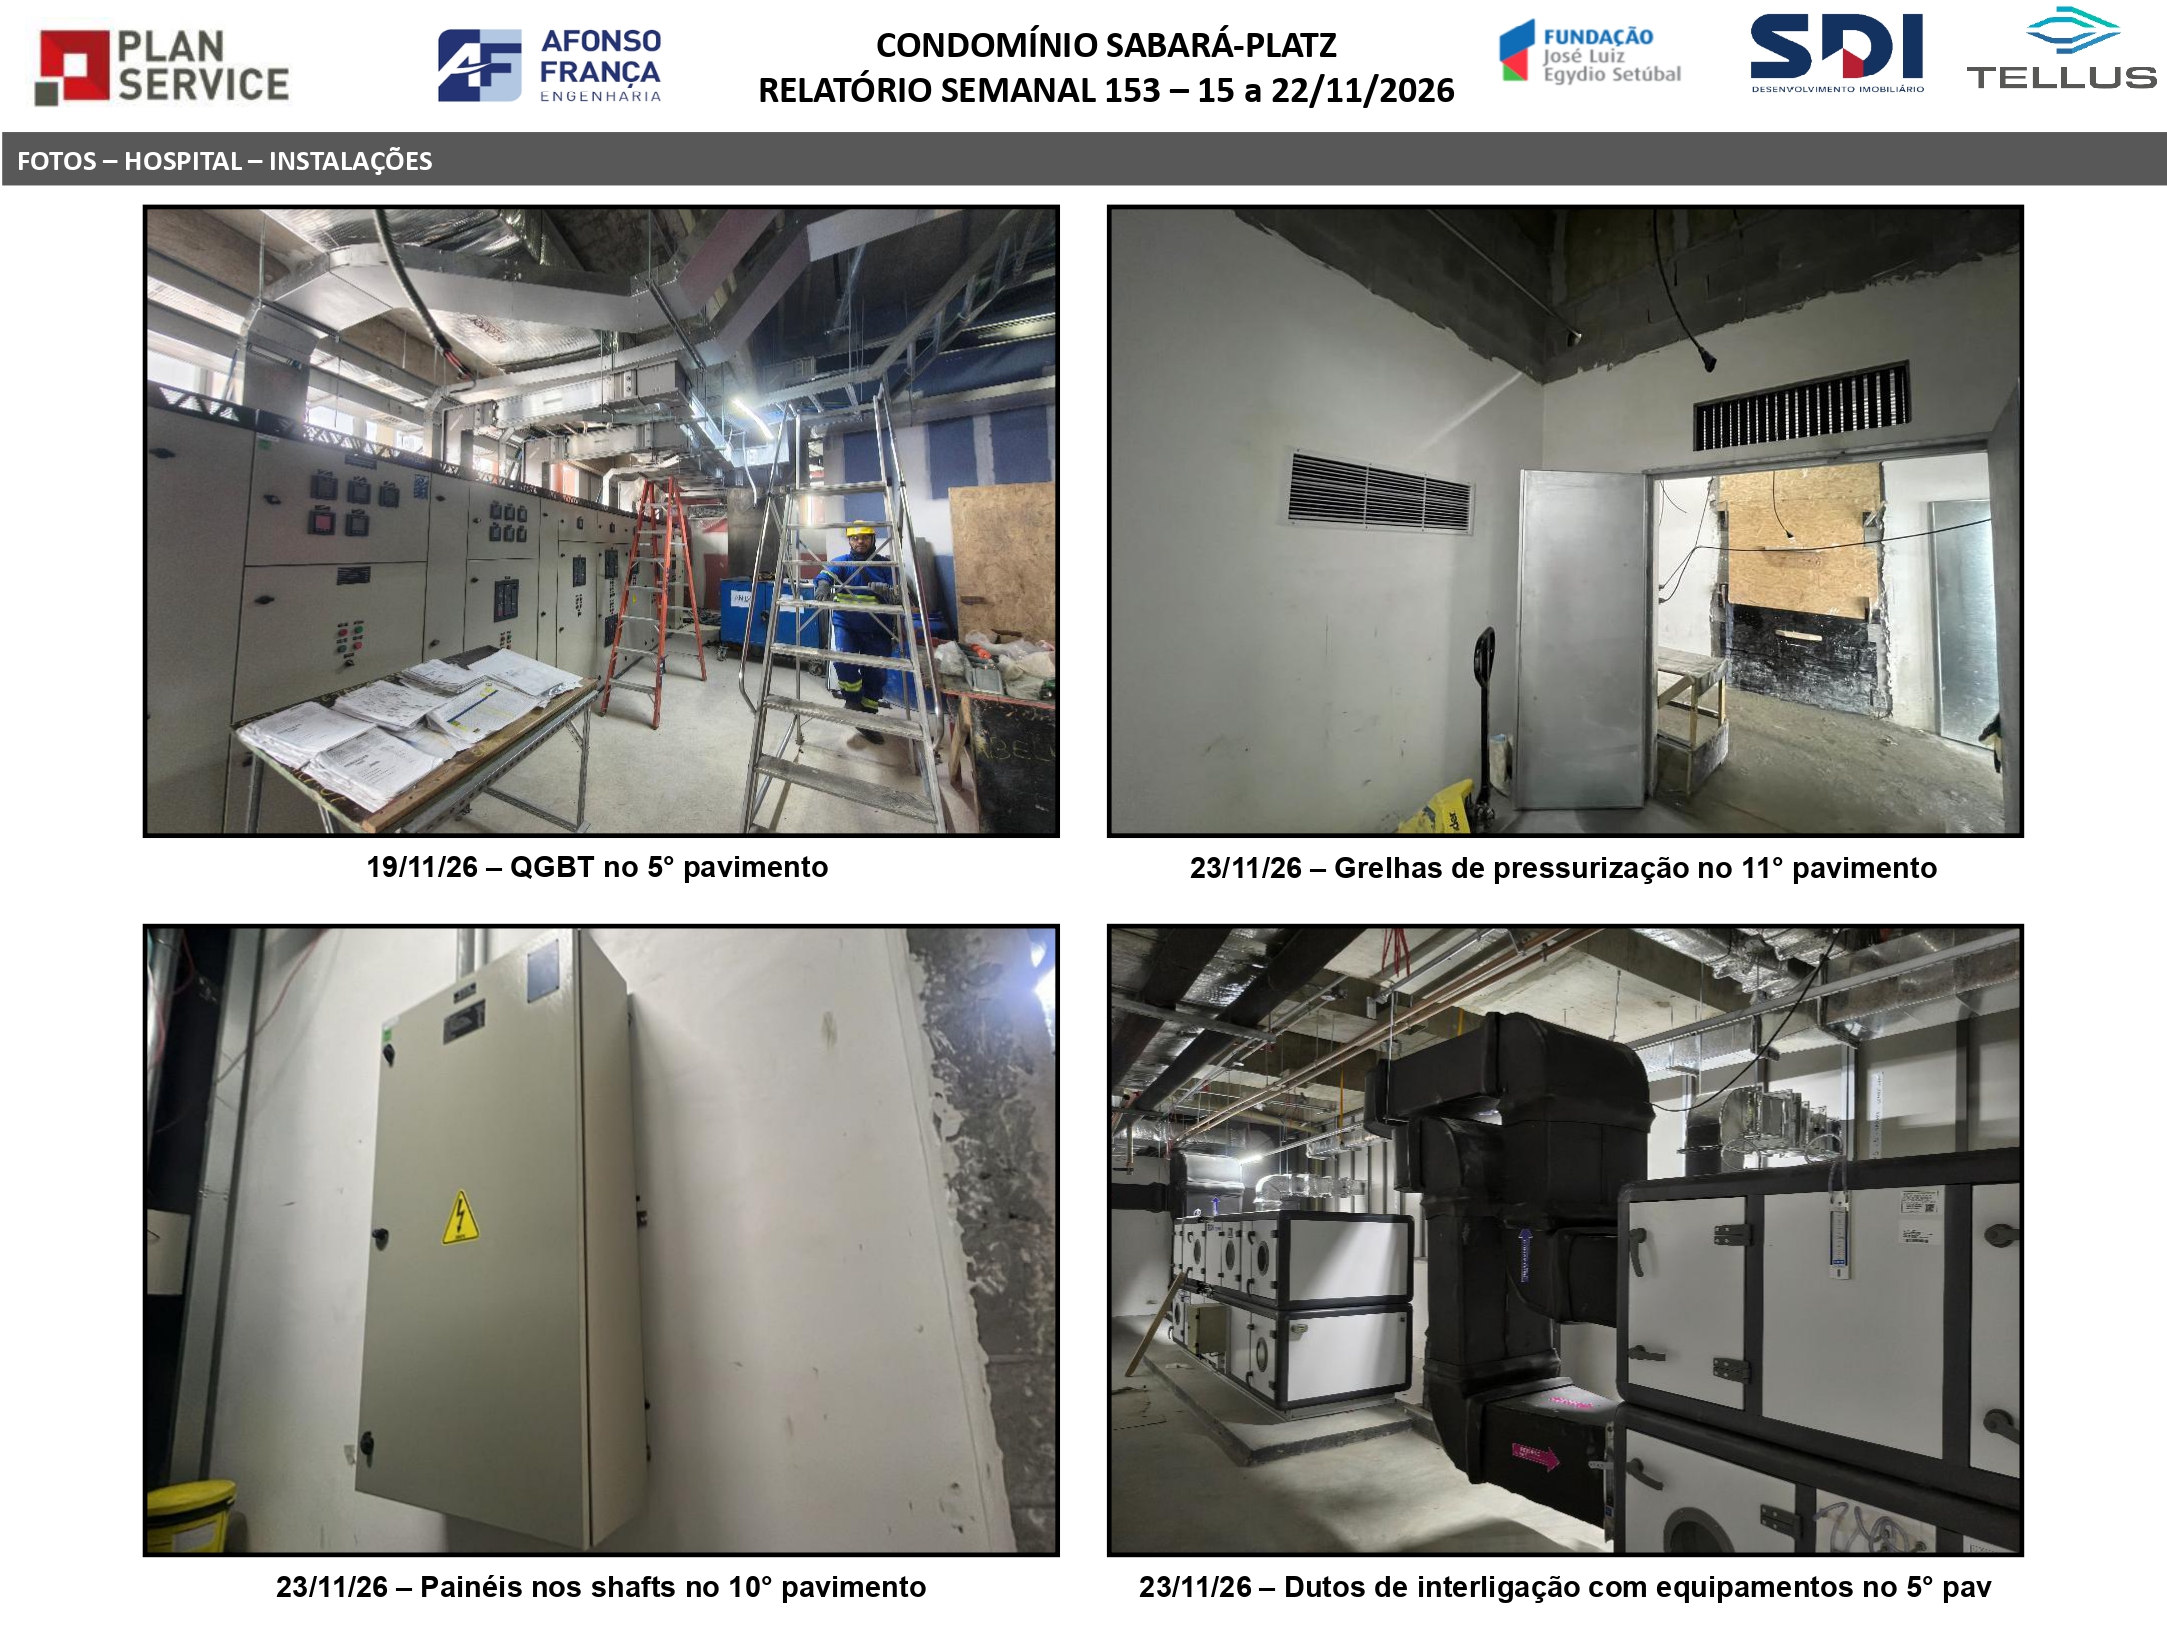 PLAN
SERVICE
AFONSO
FRANÇA
ENGENHARIA
CONDOMÍNIO SABARÁ-PLATZ
RELATÓRIO SEMANAL 153 – 15 a 22/11/2026
FUNDAÇÃO
José Luiz
Egydio Setúbal
SDI
DESENVOLVIMENTO IMOBILIÁRIO
TELLUS
FOTOS – HOSPITAL – INSTALAÇÕES
19/11/26 – QGBT no 5° pavimento
23/11/26 – Grelhas de pressurização no 11° pavimento
23/11/26 – Painéis nos shafts no 10° pavimento
23/11/26 – Dutos de interligação com equipamentos no 5° pav